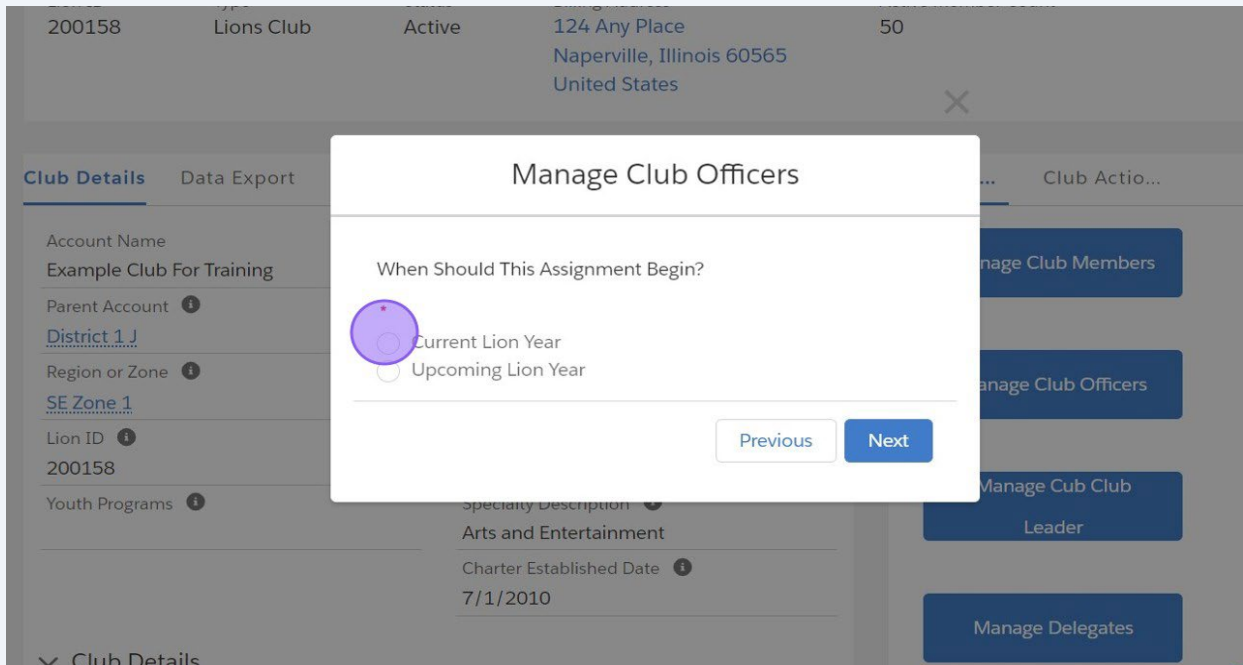 200158 Lions Club Active 124 Any Place 50
Naperville, Illinois 60565
United States
Club Details Data Export
... Club Actio...
Manage Club Officers
Account Name
Example Club For Training
Parent Account
District 1 J
Region or Zone
SE Zone 1
Lion ID
200158
Youth Programs
When Should This Assignment Begin?
*
Current Lion Year
Upcoming Lion Year
Previous Next
Specialty Description
Arts and Entertainment
Charter Established Date
7/1/2010
Club Details
nage Club Members
anage Club Officers
Manage Cub Club
Leader
Manage Delegates